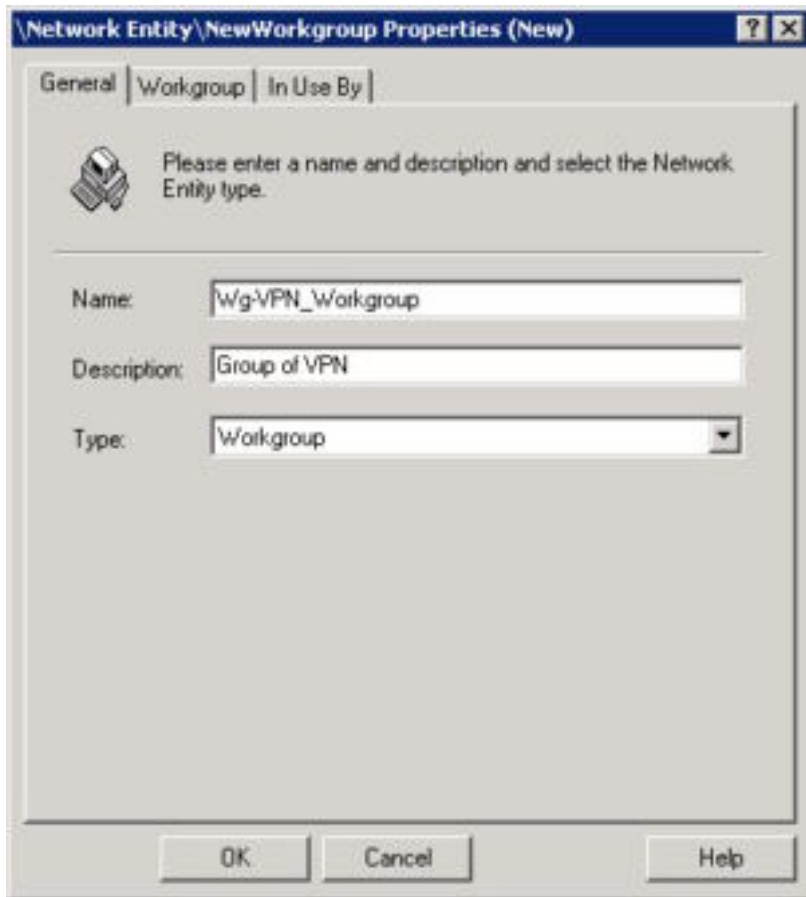 \Network Entity\NewWorkgroup Properties (New)
General Workgroup In Use By
Please enter a name and description and select the Network
Entity type.
Name: Wg-VPN_Workgroup
Description: Group of VPN
Type: Workgroup
OK Cancel Help